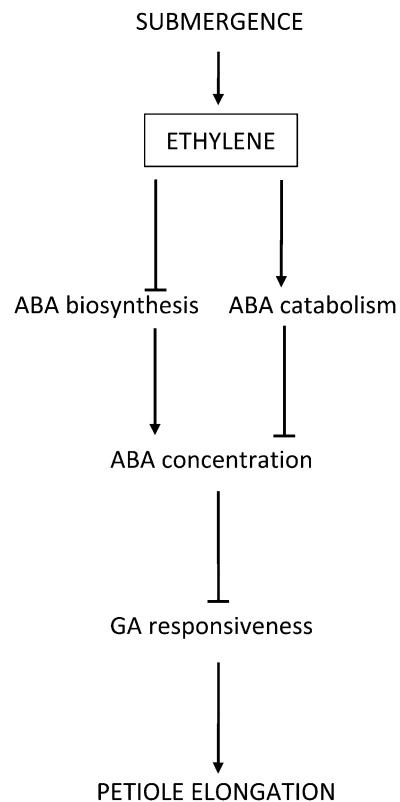 SUBMERGENCE
ETHYLENE
ABA biosynthesis ABA catabolism
ABA concentration
GA responsiveness
PETIOLE ELONGATION